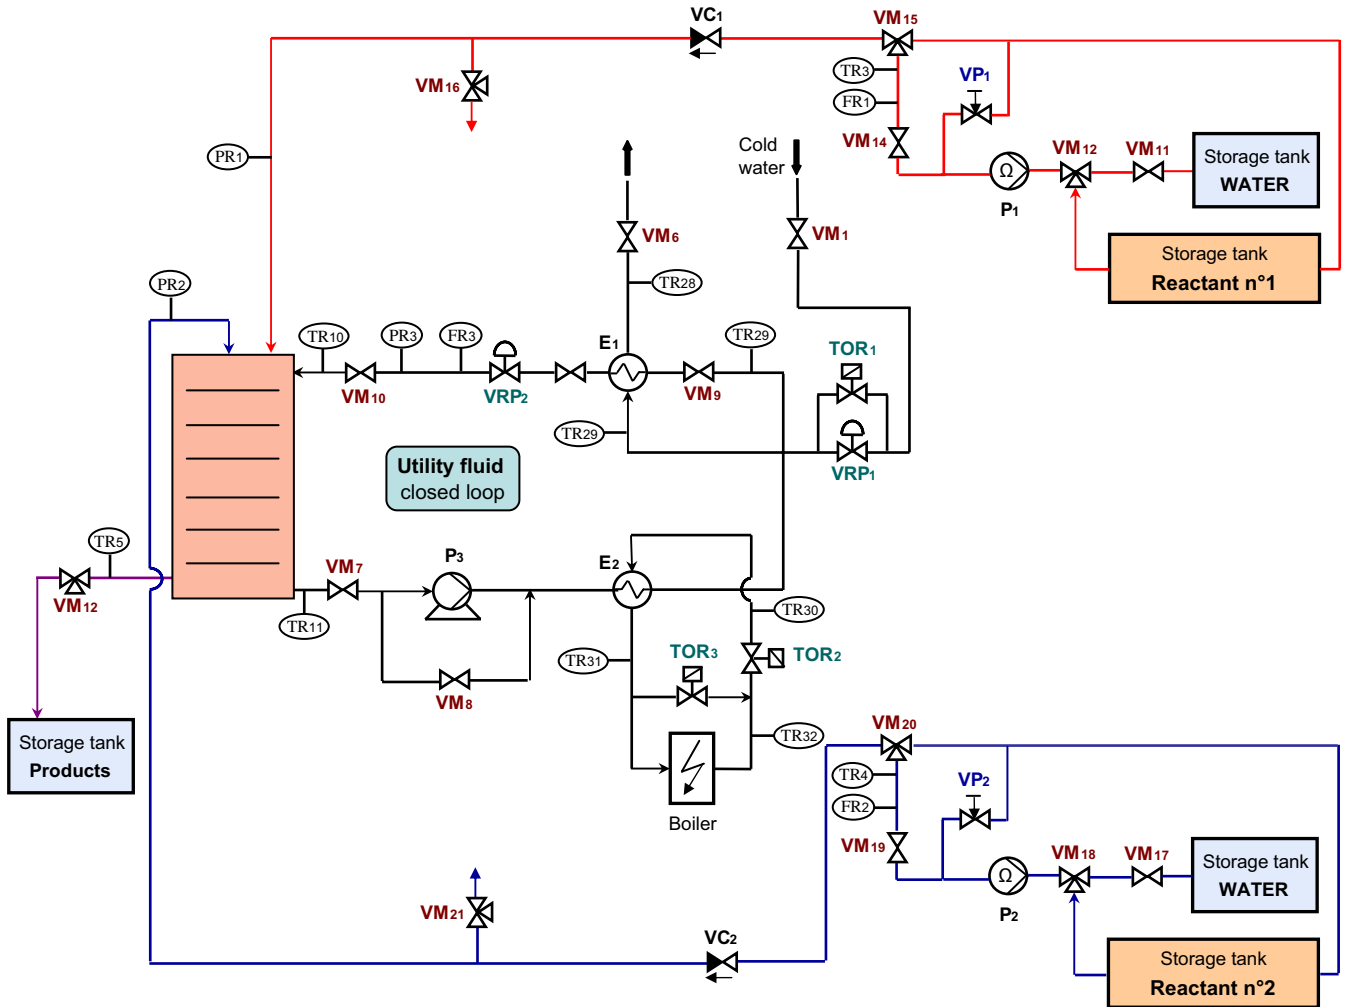 VC1
VM15
TR3
VP1
VM16
FR1
VM14
Cold
water
PR1
VM12
VM11
Storage tank
WATER
Ω
P1
VM6
VM1
Storage tank
Reactant n°1
PR2
TR28
TR10
PR3
FR3
E1
TR29
TOR1
VM10
VRP2
VM9
TR29
VRP1
Utility fluid
closed loop
TR5
VM7
P3
E2
VM12
TR11
TR30
TR31
TOR3
TOR2
VM8
Storage tank
Products
TR32
VM20
Boiler
TR4
VP2
FR2
VM19
VM18
VM17
Storage tank
WATER
Ω
P2
VM21
VC2
Storage tank
Reactant n°2